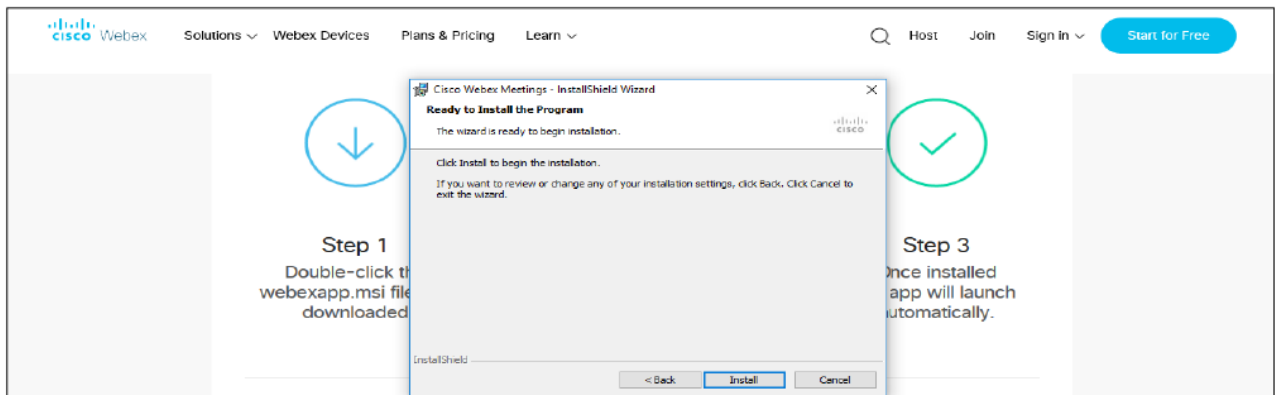 cisco Webex Solutions Webex Devices Plans & Pricing Learn Host Join Sign in Start for Free
Cisco Webex Meetings - InstallShield Wizard
Ready to Install the Program
The wizard is ready to begin installation.
cisco
Click Install to begin the installation.
If you want to review or change any of your installation settings, click Back. Click Cancel to
exit the wizard.
InstallShield
< Back Install Cancel
Step 1
Double-click
webexapp.msi file
downloaded
Step 3
Once installed
app will launch
automatically.